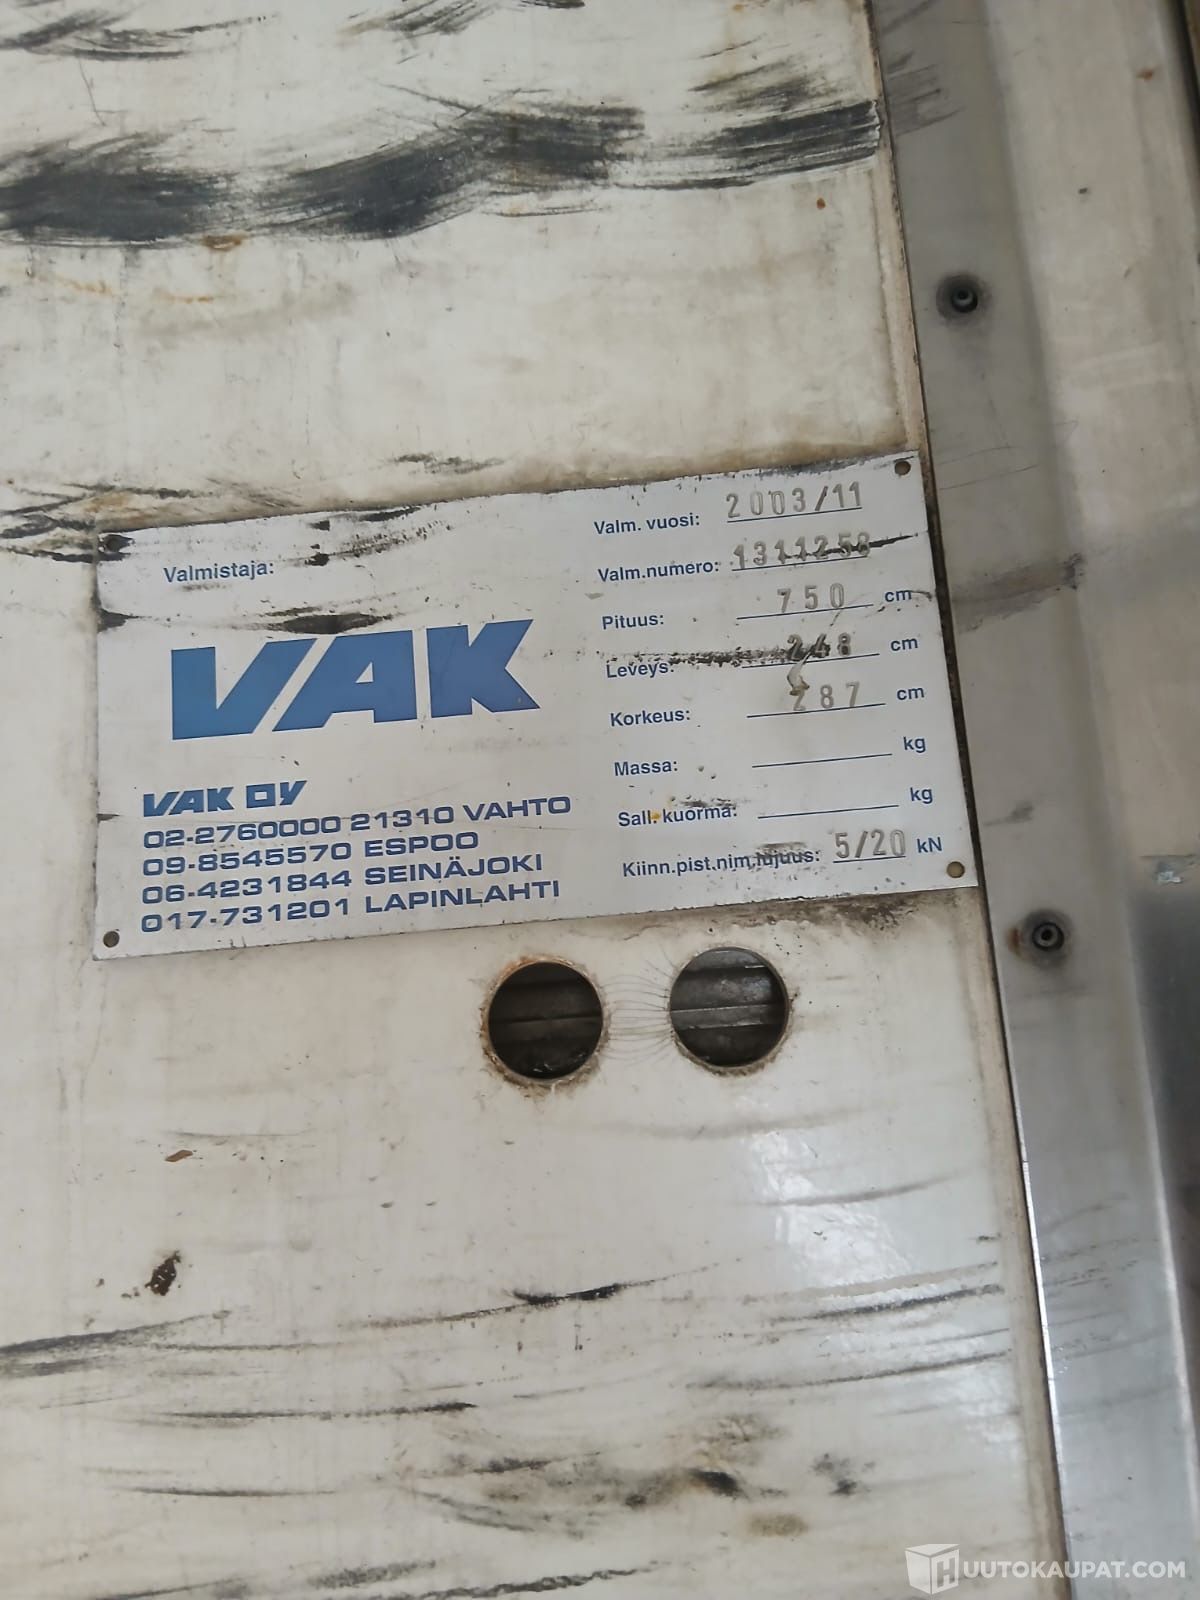 Valmistaja:
VAK
VAK OY
02-2760000 21310 VAHTO
09-8545570 ESPOO
06-4231844 SEINÄJOKI
017-731201 LAPINLAHTI
Valm. vuosi: 2003/11
Valm.numero: 1311258
Pituus: 750 cm
Leveys: 248 cm
Korkeus: 287 cm
Massa: kg
Sall. kuorma: kg
Kiinn.pist.nim.lujuus: 5/20 kN
HUUTOKAUPAT.COM